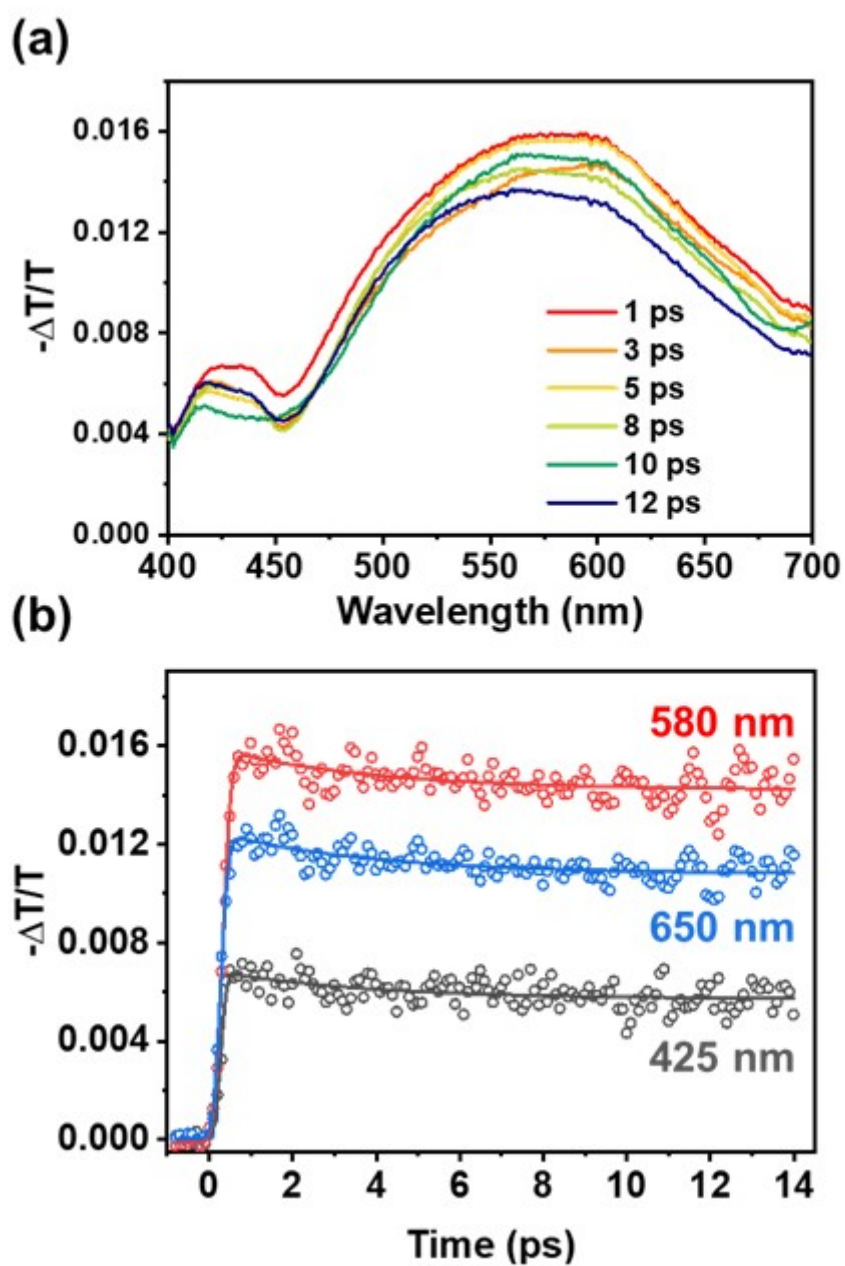 (a)
0.016
0.012
0.008
0.004
0.000
-ΔT/T
1 ps
3 ps
5 ps
8 ps
10 ps
12 ps
400 450 500 550 600 650 700
Wavelength (nm)
(b)
0.016
0.012
0.008
0.004
0.000
-ΔT/T
580 nm
650 nm
425 nm
0 2 4 6 8 10 12 14
Time (ps)